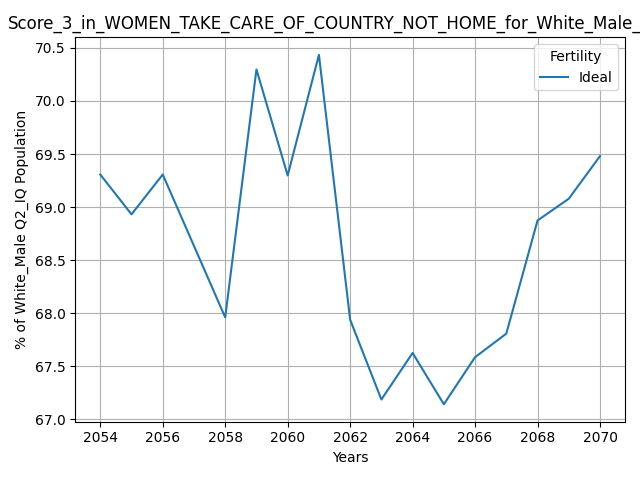 Score_3_in_WOMEN_TAKE_CARE_OF_COUNTRY_NOT_HOME_for_White_Male_
Fertility
Ideal
% of White_Male Q2_IQ Population
70.5
70.0
69.5
69.0
68.5
68.0
67.5
67.0
2054 2056 2058 2060 2062 2064 2066 2068 2070
Years